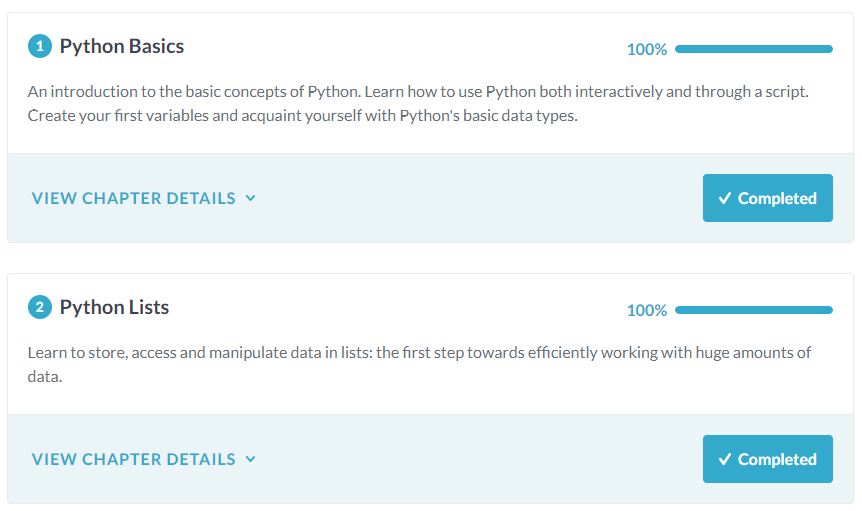 1 Python Basics 100%
An introduction to the basic concepts of Python. Learn how to use Python both interactively and through a script.
Create your first variables and acquaint yourself with Python's basic data types.
VIEW CHAPTER DETAILS Completed
2 Python Lists 100%
Learn to store, access and manipulate data in lists: the first step towards efficiently working with huge amounts of
data.
VIEW CHAPTER DETAILS Completed